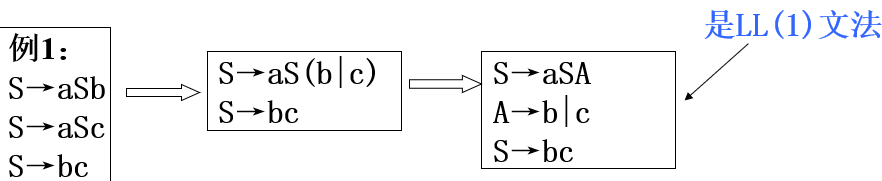 是LL(1)文法
例1：
S→aSb
S→aSc
S→bc
S→aS(b|c)
S→bc
S→aSA
A→b|c
S→bc